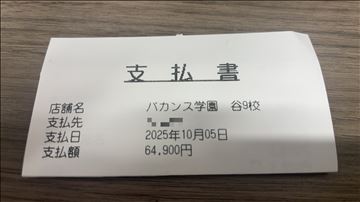 支払書
店舗名 バカンス学園 谷9校
支払先
支払日 2025年10月05日
支払額 64,900円